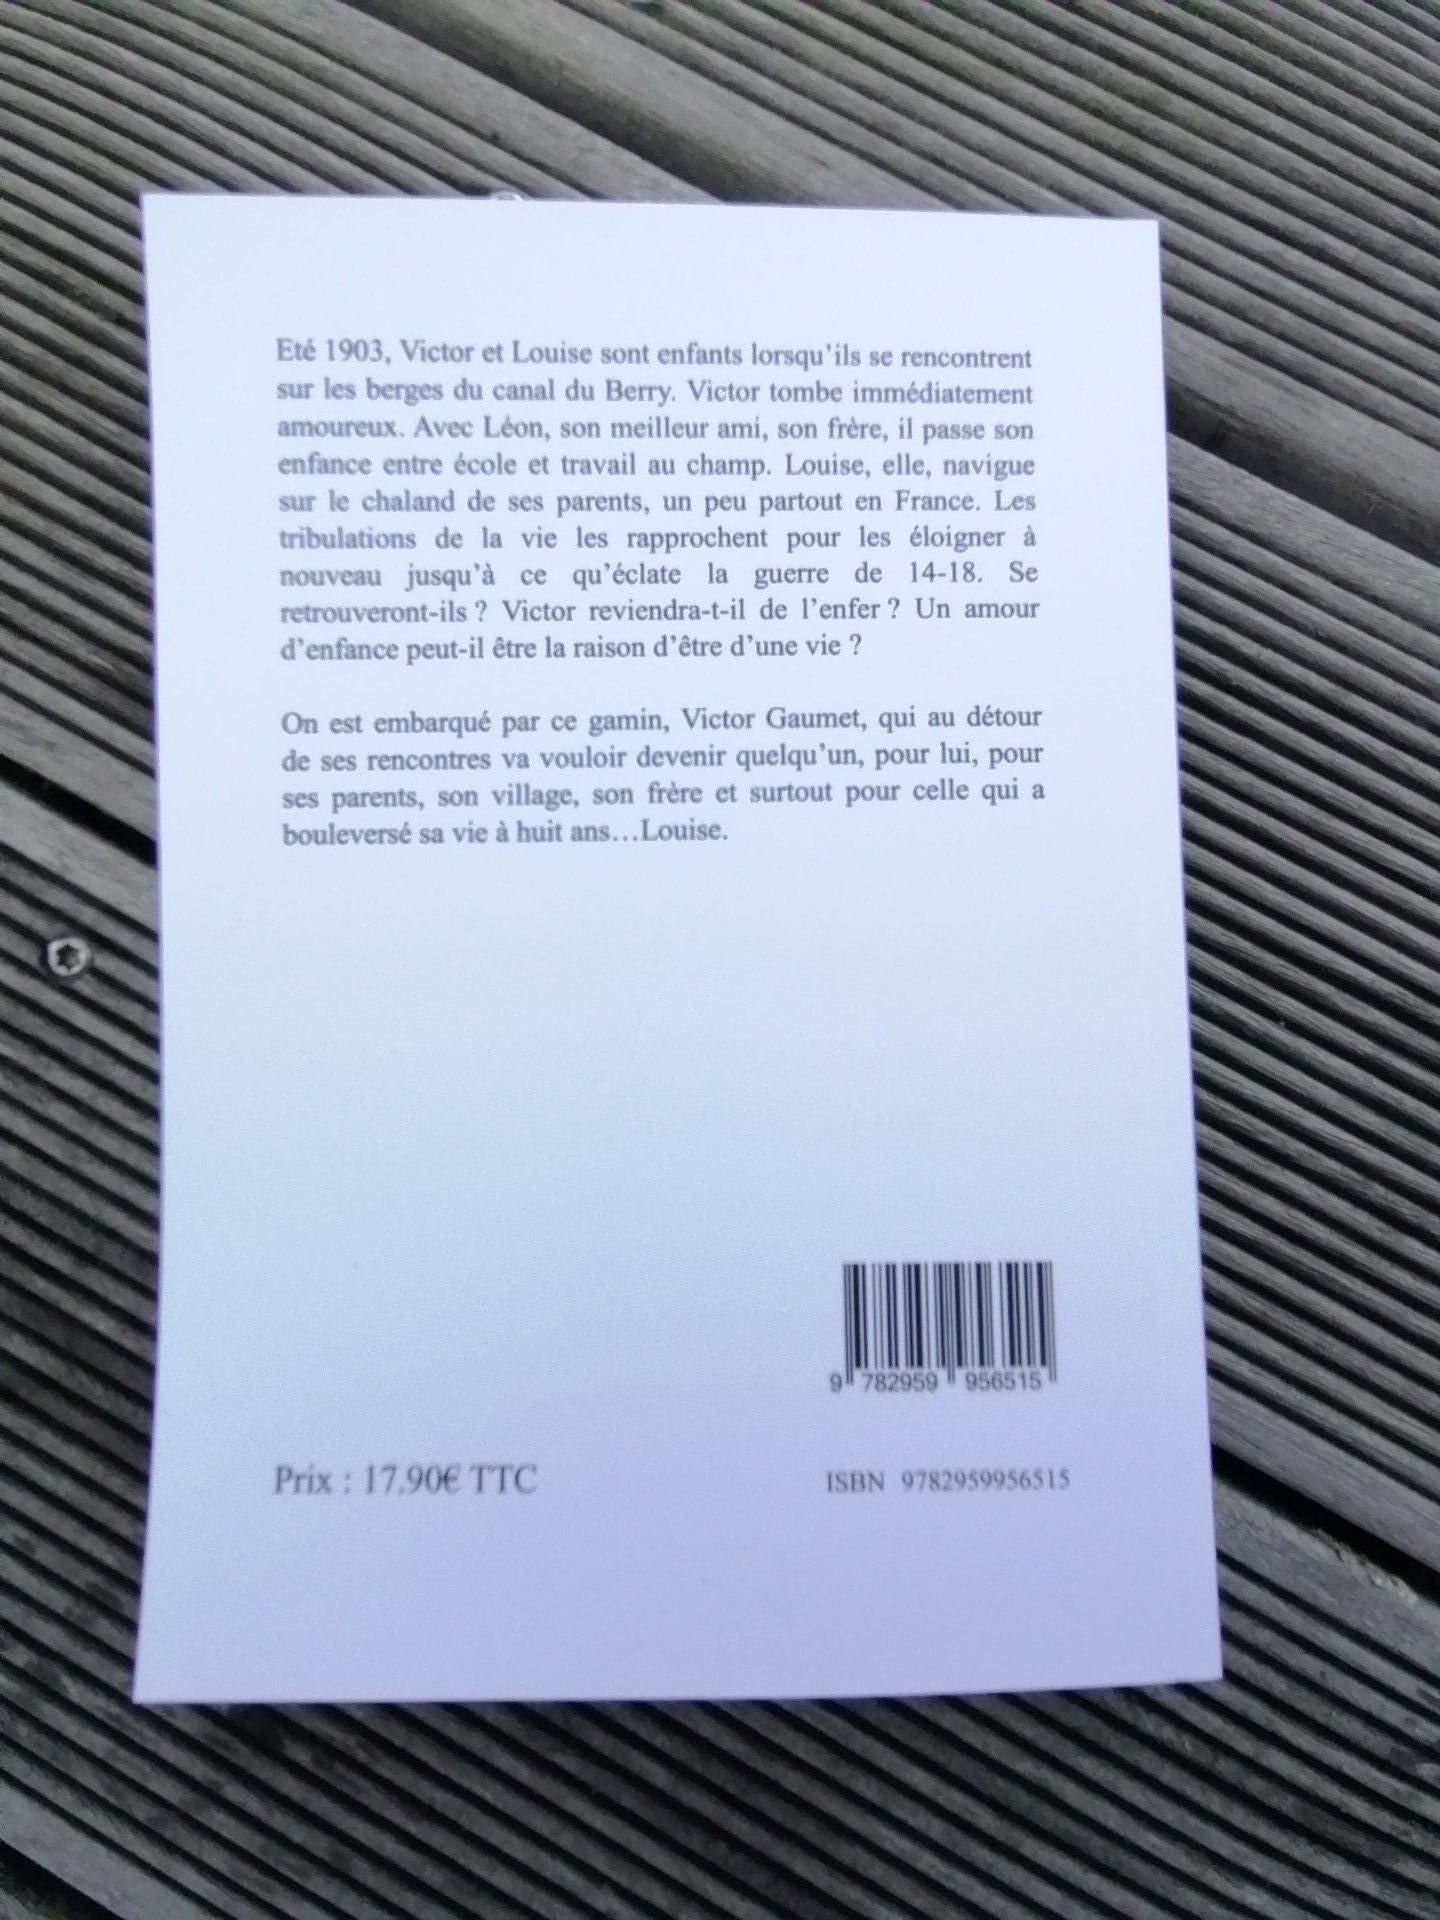 Eté 1903, Victor et Louise sont enfants lorsqu'ils se rencontrent
sur les berges du canal du Berry. Victor tombe immédiatement
amoureux. Avec Léon, son meilleur ami, son frère, il passe son
enfance entre école et travail au champ. Louise, elle, navigue
sur le chaland de ses parents, un peu partout en France. Les
tribulations de la vie les rapprochent pour les éloigner à
nouveau jusqu'à ce qu'éclate la guerre de 14-18. Se
retrouveront-ils ? Victor reviendra-t-il de l'enfer ? Un amour
d'enfance peut-il être la raison d'être d'une vie ?
On est embarqué par ce gamin, Victor Gaumet, qui au détour
de ses rencontres va vouloir devenir quelqu'un, pour lui, pour
ses parents, son village, son frère et surtout pour celle qui a
bouleversé sa vie à huit ans…Louise.
9 782959 956515
Prix : 17.90€ TTC
ISBN 9782959956515